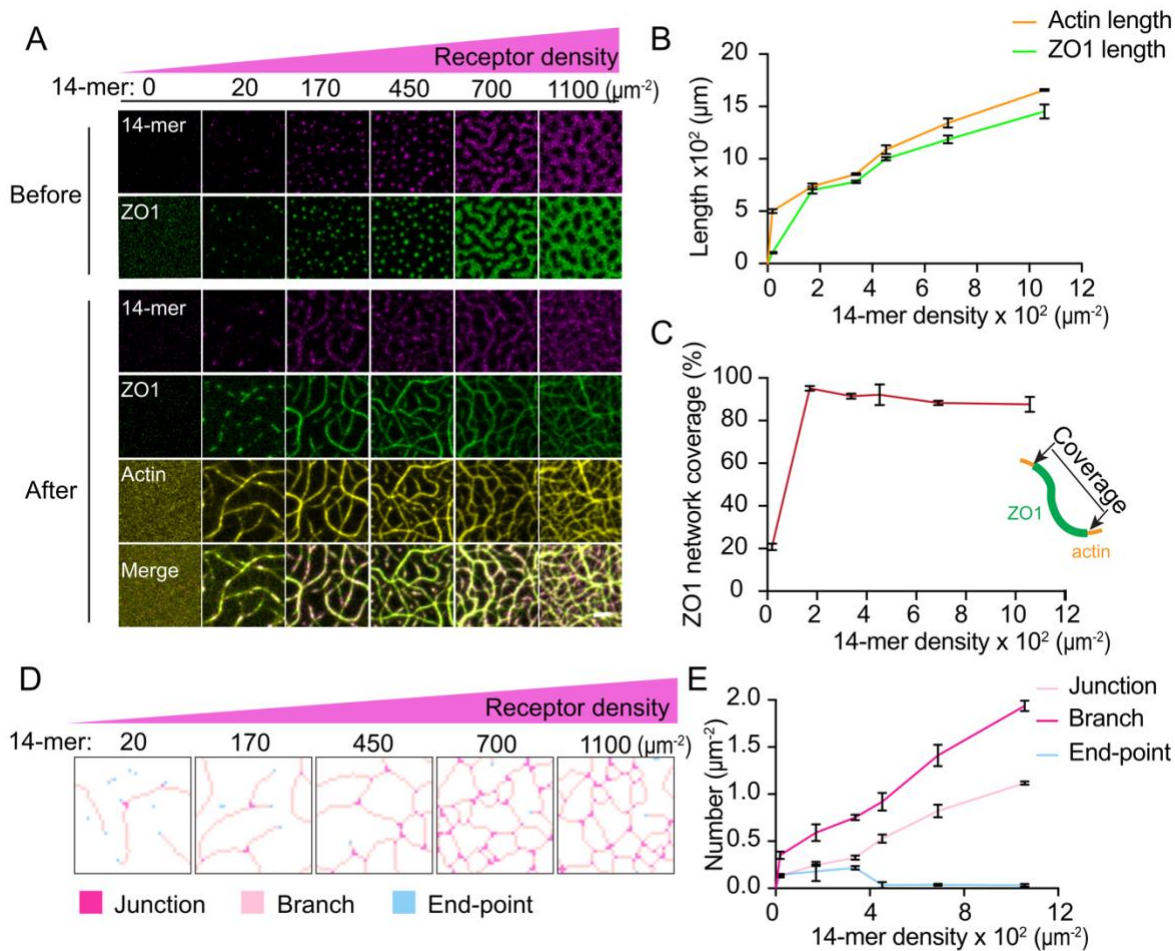 A
Receptor density
14-mer: 0 20 170 450 700 1100 (µm⁻²)
Before
14-mer
ZO1
After
14-mer
ZO1
Actin
Merge
B
Actin length
ZO1 length
Length x10² (µm)
20
15
10
5
0
0 2 4 6 8 10 12
14-mer density x 10² (µm⁻²)
C
ZO1 network coverage (%)
100
80
60
40
20
0
0 2 4 6 8 10 12
14-mer density x 10² (µm⁻²)
Coverage
ZO1
actin
D
Receptor density
14-mer: 20 170 450 700 1100 (µm⁻²)
Junction Branch End-point
E
Junction
Branch
End-point
Number (µm⁻²)
2.0
1.5
1.0
0.5
0.0
0 4 8 12
14-mer density x 10² (µm⁻²)